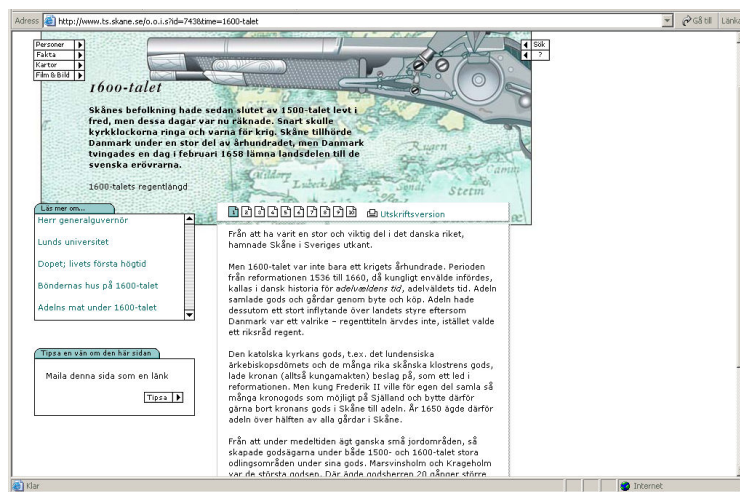 Adress http://www.ts.skane.se/o.o.i.s?id=743&time=1600-talet Gå till Länka
Personer
Fakta
Kartor
Film & Bild
Sök
?
1600-talet
Skånes befolkning hade sedan slutet av 1500-talet levt i
fred, men dessa dagar var nu räknade. Snart skulle
kyrkklockorna ringa och varna för krig. Skåne tillhörde
Danmark under en stor del av århundradet, men Danmark
tvingades en dag i februari 1658 lämna landsdelen till de
svenska erövrarna.
1600-talets regentlängd
Rugen
Camin
Lubeck
Stetin
Läs mer om...
Herr generalguvernör
Lunds universitet
Dopet; livets första högtid
Böndernas hus på 1600-talet
Adelns mat under 1600-talet
Tipsa en vän om den här sidan
Maila denna sida som en länk
Tipsa
1 2 3 4 5 6 7 8 9 10 Utskriftsversion
Från att ha varit en stor och viktig del i det danska riket,
hamnade Skåne i Sveriges utkant.
Men 1600-talet var inte bara ett krigets århundrade. Perioden
från reformationen 1536 till 1660, då kungligt envälde infördes,
kallas i dansk historia för adelvældens tid, adelväldets tid. Adeln
samlade gods och gårdar genom byte och köp. Adeln hade
dessutom ett stort inflytande över landets styre eftersom
Danmark var ett valrike – regenttiteln ärvdes inte, istället valde
ett riksråd regent.
Den katolska kyrkans gods, t.ex. det lundensiska
ärkebiskopsdömets och de många rika skånska klostrens gods,
lade kronan (alltså kungamakten) beslag på, som ett led i
reformationen. Men kung Frederik II ville för egen del samla så
många kronogods som möjligt på Själland och bytte därför
gärna bort kronans gods i Skåne till adeln. År 1650 ägde därför
adeln över hälften av alla gårdar i Skåne.
Från att under medeltiden ägt ganska små jordområden, så
skapade godsägarna under både 1500- och 1600-talet stora
odlingsområden under sina gods. Marsvinsholm och Krageholm
var de största godsen. Där ägde godsherren 20 gånger större
Klar Internet